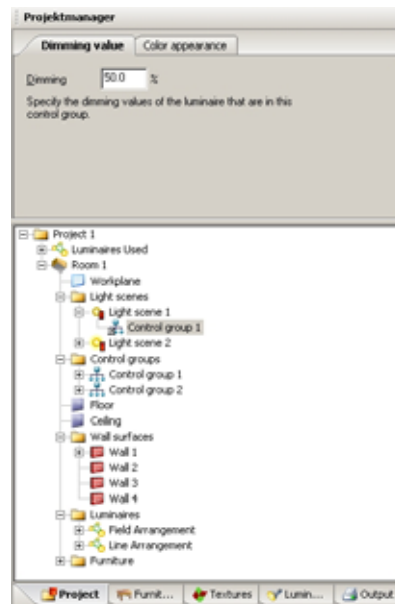 Projektmanager
Dimming value
Color appearance
Dimming 50.0 %
Specify the dimming values of the luminaire that are in this
control group.
Project 1
Luminaires Used
Room 1
Workplane
Light scenes
Light scene 1
Control group 1
Light scene 2
Control groups
Control group 1
Control group 2
Floor
Ceiling
Wall surfaces
Wall 1
Wall 2
Wall 3
Wall 4
Luminaires
Field Arrangement
Line Arrangement
Furniture
Project
Furnit...
Textures
Lumin...
Output